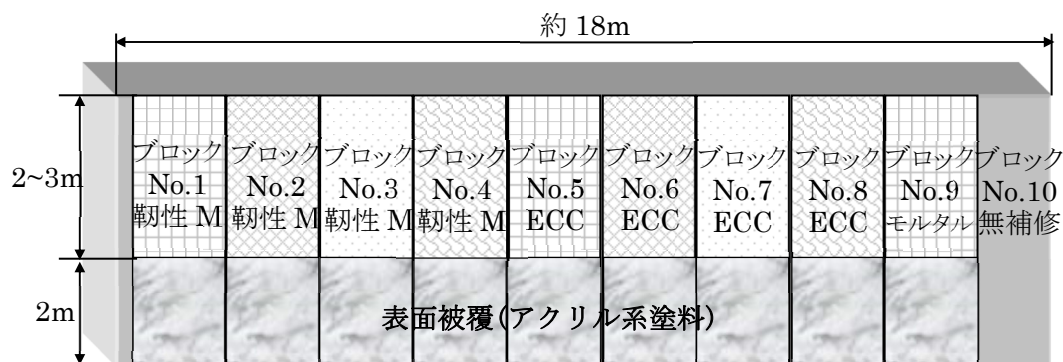 約 18m
2~3m
ブロック
No.1
靭性 M
ブロック
No.2
靭性 M
ブロック
No.3
靭性 M
ブロック
No.4
靭性 M
ブロック
No.5
ECC
ブロック
No.6
ECC
ブロック
No.7
ECC
ブロック
No.8
ECC
ブロック
No.9
モルタル
ブロック
No.10
無補修
2m
表面被覆(アクリル系塗料)